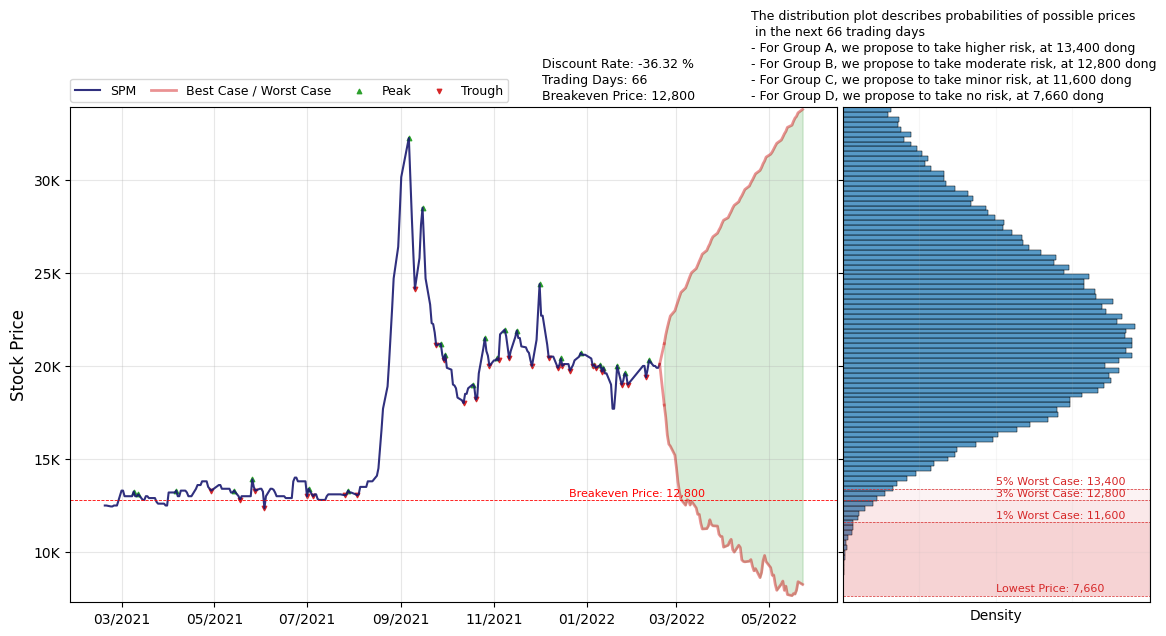 The distribution plot describes probabilities of possible prices
in the next 66 trading days
- For Group A, we propose to take higher risk, at 13,400 dong
- For Group B, we propose to take moderate risk, at 12,800 dong
- For Group C, we propose to take minor risk, at 11,600 dong
- For Group D, we propose to take no risk, at 7,660 dong
Discount Rate: -36.32 %
Trading Days: 66
Breakeven Price: 12,800
SPM
Best Case / Worst Case
Peak
Trough
Stock Price
30K
25K
20K
15K
10K
Breakeven Price: 12,800
5% Worst Case: 13,400
3% Worst Case: 12,800
1% Worst Case: 11,600
Lowest Price: 7,660
03/2021
05/2021
07/2021
09/2021
11/2021
01/2022
03/2022
05/2022
Density